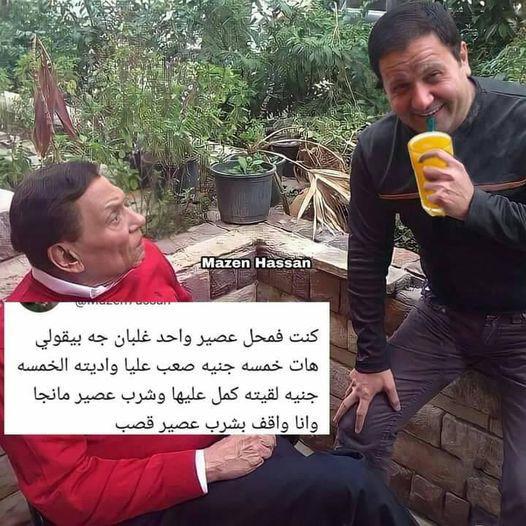 Mazen Hassan
كنت فمحل عصير واحد غلبان جه بيقولي
هات خمسه جنيه صعب عليا واديته الخمسه
جنيه لقيته كمل عليها وشرب عصير مانجا
وانا واقف بشرب عصير قصب